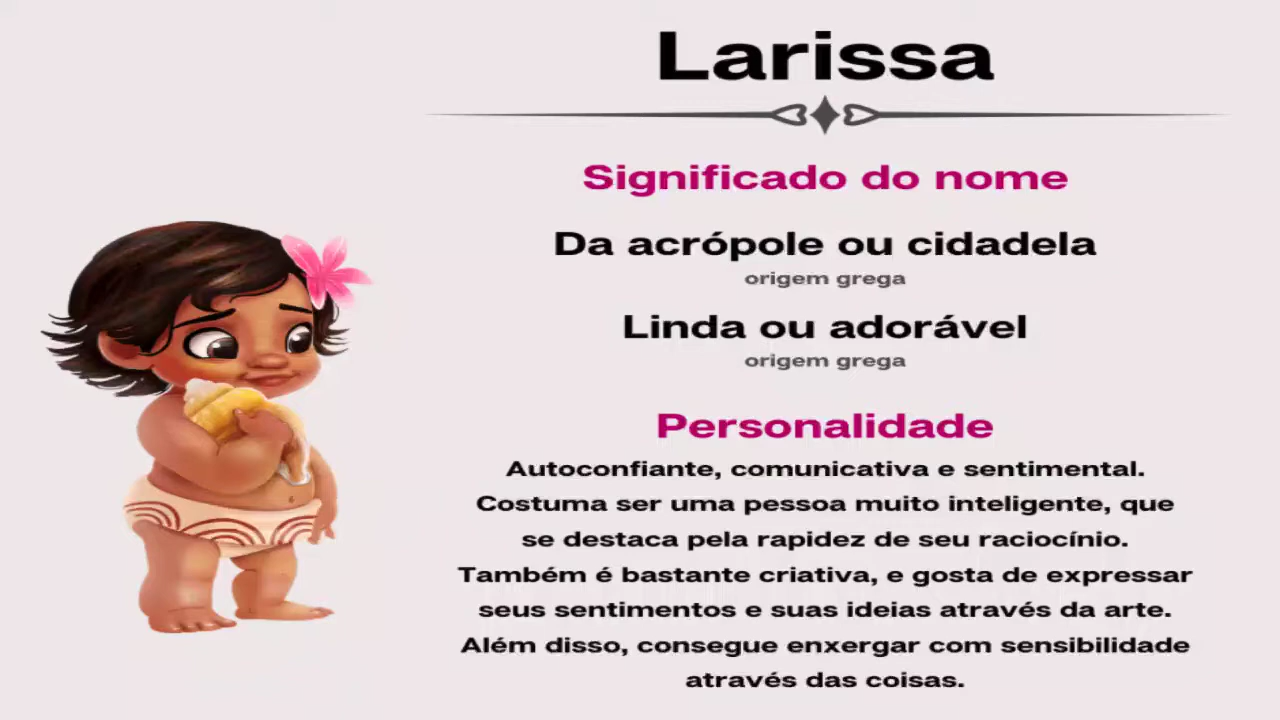 Larissa
Significado do nome
Da acrópole ou cidadela
origem grega
Linda ou adorável
origem grega
Personalidade
Autoconfiante, comunicativa e sentimental.
Costuma ser uma pessoa muito inteligente, que
se destaca pela rapidez de seu raciocínio.
Também é bastante criativa, e gosta de expressar
seus sentimentos e suas ideias através da arte.
Além disso, consegue enxergar com sensibilidade
através das coisas.